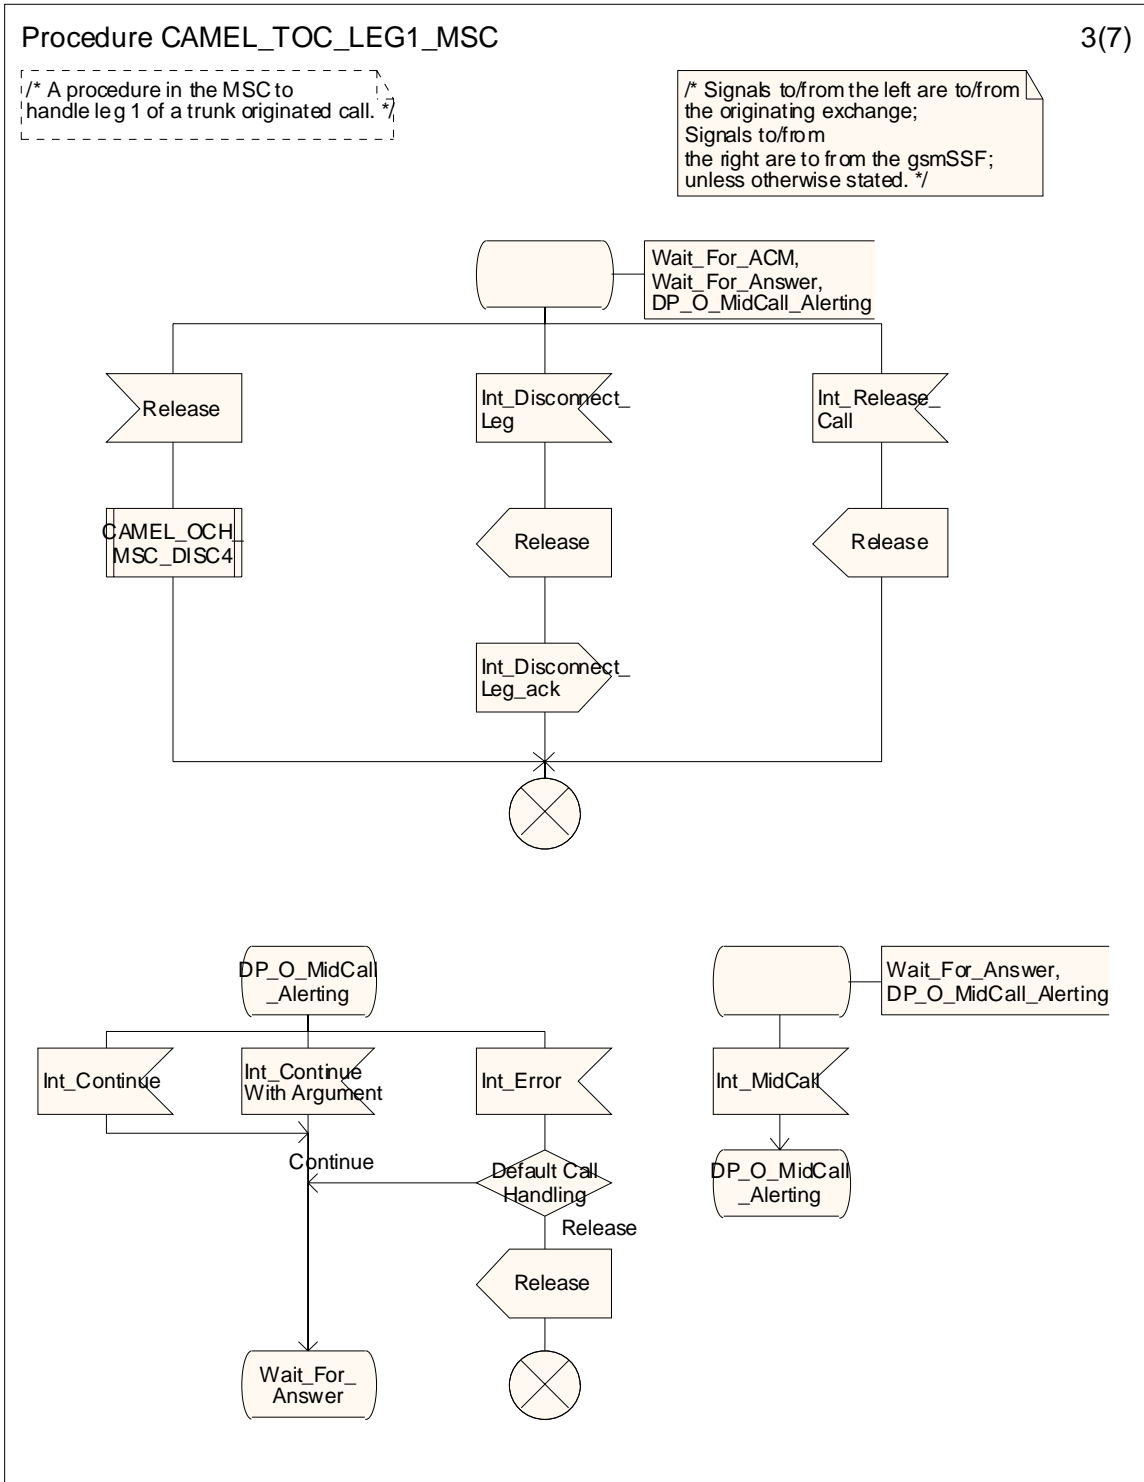 Procedure CAMEL_TOC_LEG1_MSC
3(7)
/* A procedure in the MSC to
handle leg 1 of a trunk originated call. */
/* Signals to/from the left are to/from
the originating exchange;
Signals to/from
the right are to from the gsmSSF;
unless otherwise stated. */
Wait_For_ACM,
Wait_For_Answer,
DP_O_MidCall_Alerting
Release
Int_Disconnect_
Leg
Int_Release_
Call
CAMEL_OCH_
MSC_DISC4
Release
Release
Int_Disconnect_
Leg_ack
DP_O_MidCall
_Alerting
Wait_For_Answer,
DP_O_MidCall_Alerting
Int_Continue
Int_Continue
With Argument
Int_Error
Int_MidCall
Continue
Default Call
Handling
DP_O_MidCall
_Alerting
Release
Release
Wait_For_
Answer